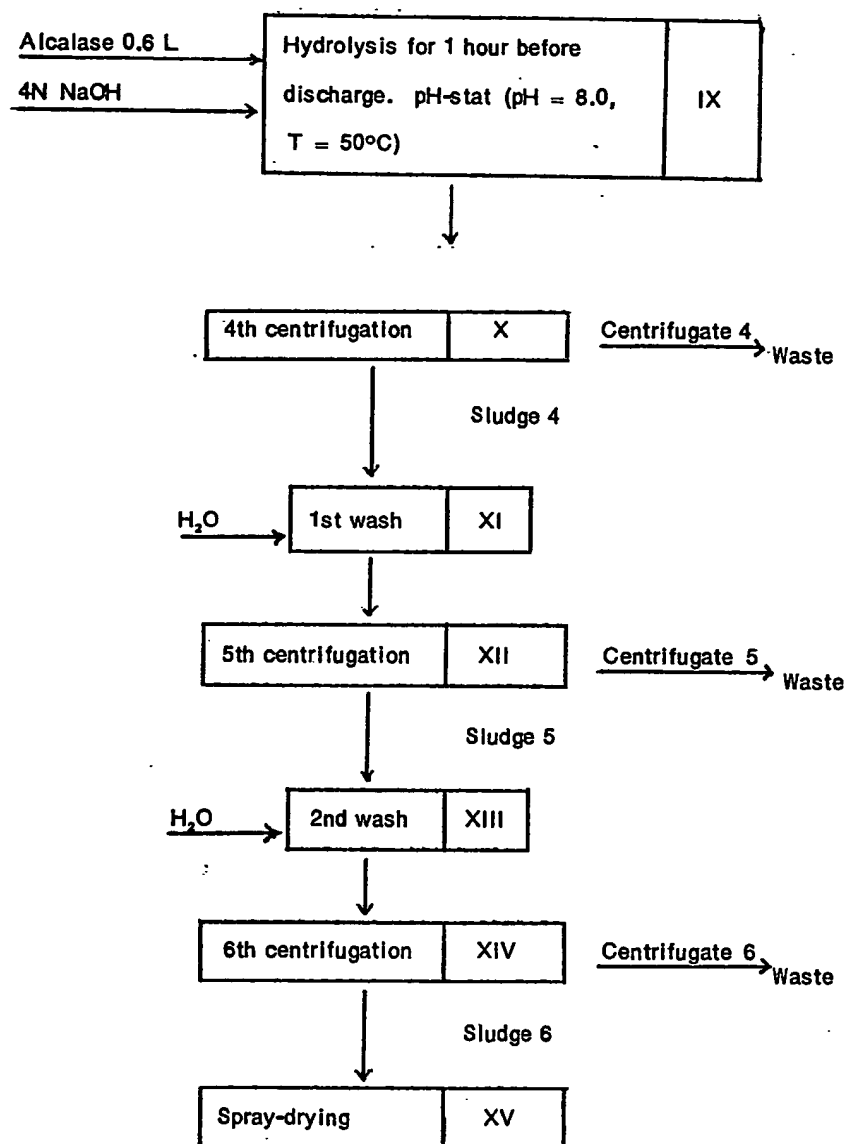 Alcalase 0.6 L
4N NaOH
Hydrolysis for 1 hour before
discharge. pH-stat (pH = 8.0,
T = 50°C)
IX
4th centrifugation
X
Centrifugate 4
Waste
Sludge 4
H₂O
1st wash
XI
5th centrifugation
XII
Centrifugate 5
Waste
Sludge 5
H₂O
2nd wash
XIII
6th centrifugation
XIV
Centrifugate 6
Waste
Sludge 6
Spray-drying
XV